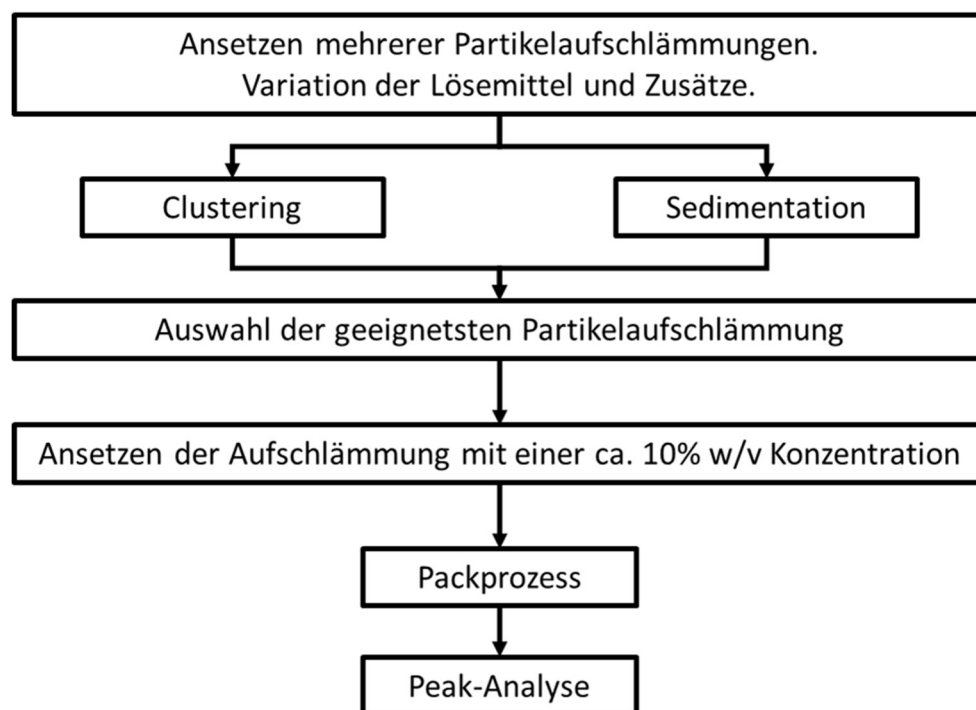 Ansetzen mehrerer Partikelaufschlämmungen.
Variation der Lösemittel und Zusätze.
Clustering
Sedimentation
Auswahl der geeignetsten Partikelaufschlämmung
Ansetzen der Aufschlämmung mit einer ca. 10% w/v Konzentration
Packprozess
Peak-Analyse